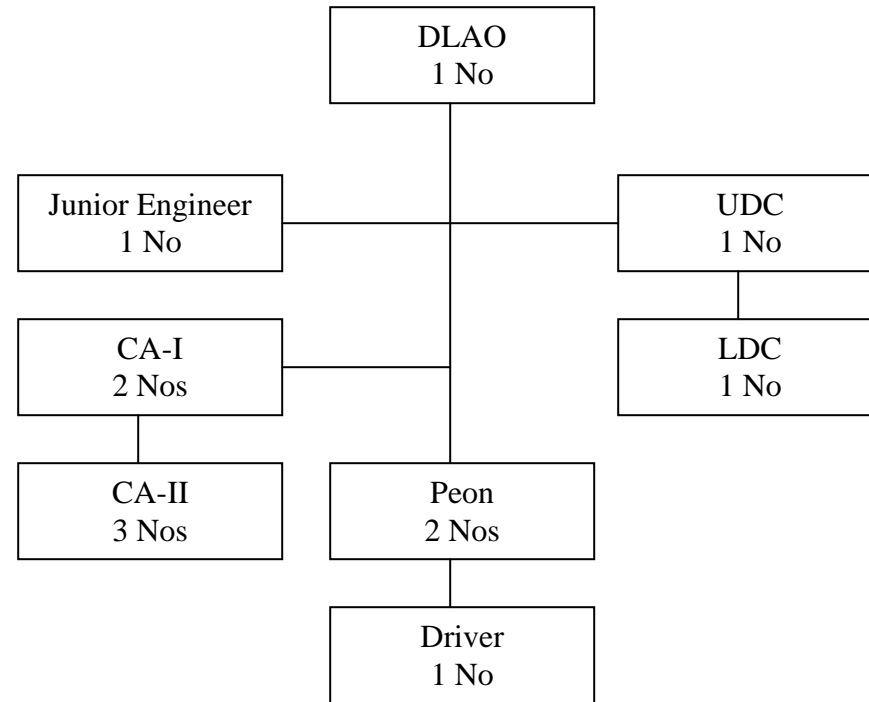 DLAO
1 No
Junior Engineer
1 No
UDC
1 No
CA-I
2 Nos
LDC
1 No
CA-II
3 Nos
Peon
2 Nos
Driver
1 No